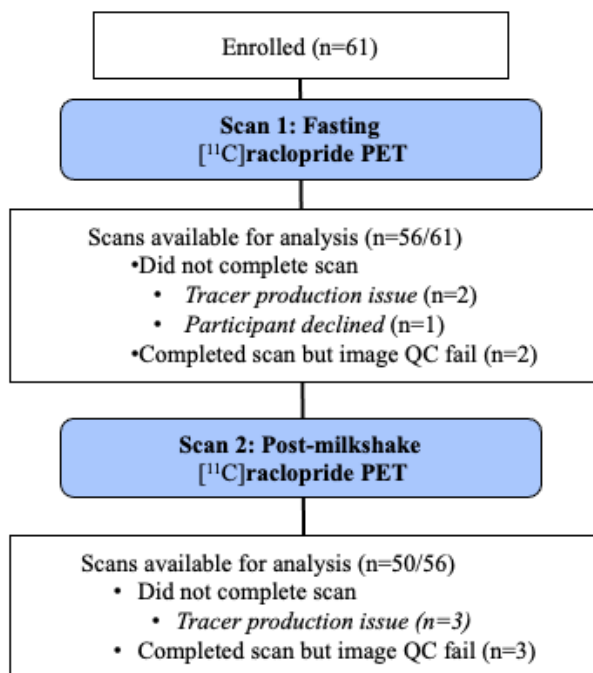 Enrolled (n=61)
Scan 1: Fasting
[¹¹C]raclopride PET
Scans available for analysis (n=56/61)
•Did not complete scan
• Tracer production issue (n=2)
• Participant declined (n=1)
•Completed scan but image QC fail (n=2)
Scan 2: Post-milkshake
[¹¹C]raclopride PET
Scans available for analysis (n=50/56)
• Did not complete scan
• Tracer production issue (n=3)
• Completed scan but image QC fail (n=3)